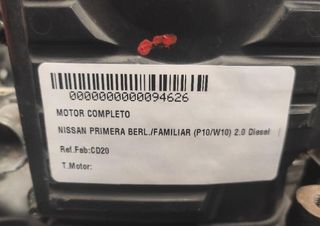 0000000000094626
MOTOR COMPLETO
NISSAN PRIMERA BERL./FAMILIAR (P10/W10) 2.0 Diesel
Ref.Fab:CD20
T.Motor: